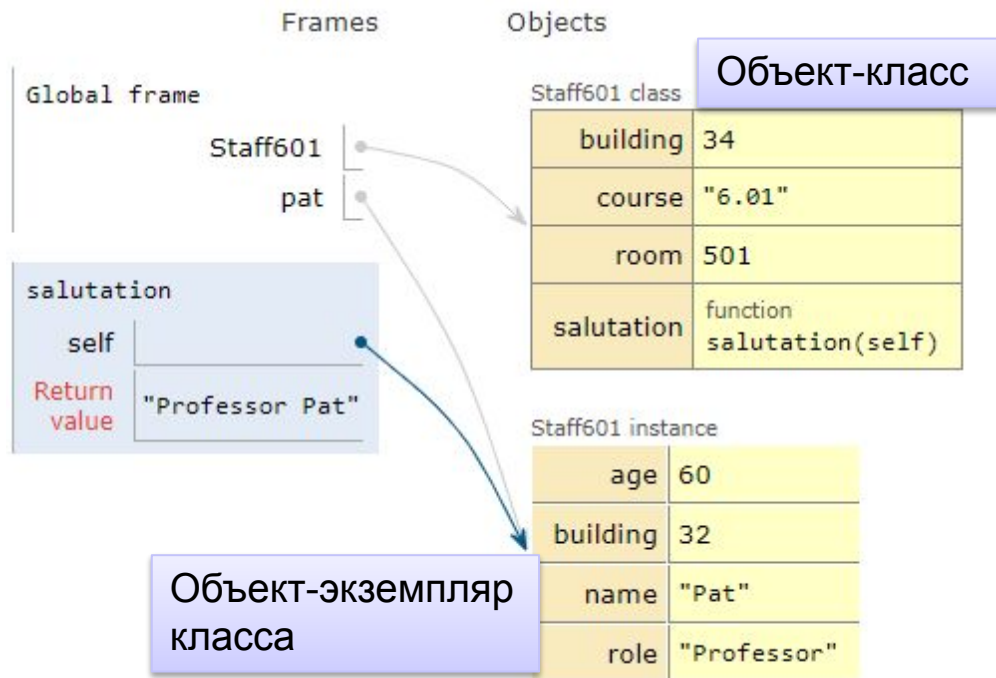 Frames
Objects
Объект-класс
Global frame
Staff601
pat
Staff601 class
building 34
course "6.01"
room 501
salutation function
salutation(self)
salutation
self
Return
value "Professor Pat"
Staff601 instance
age 60
building 32
name "Pat"
role "Professor"
Объект-экземпляр
класса